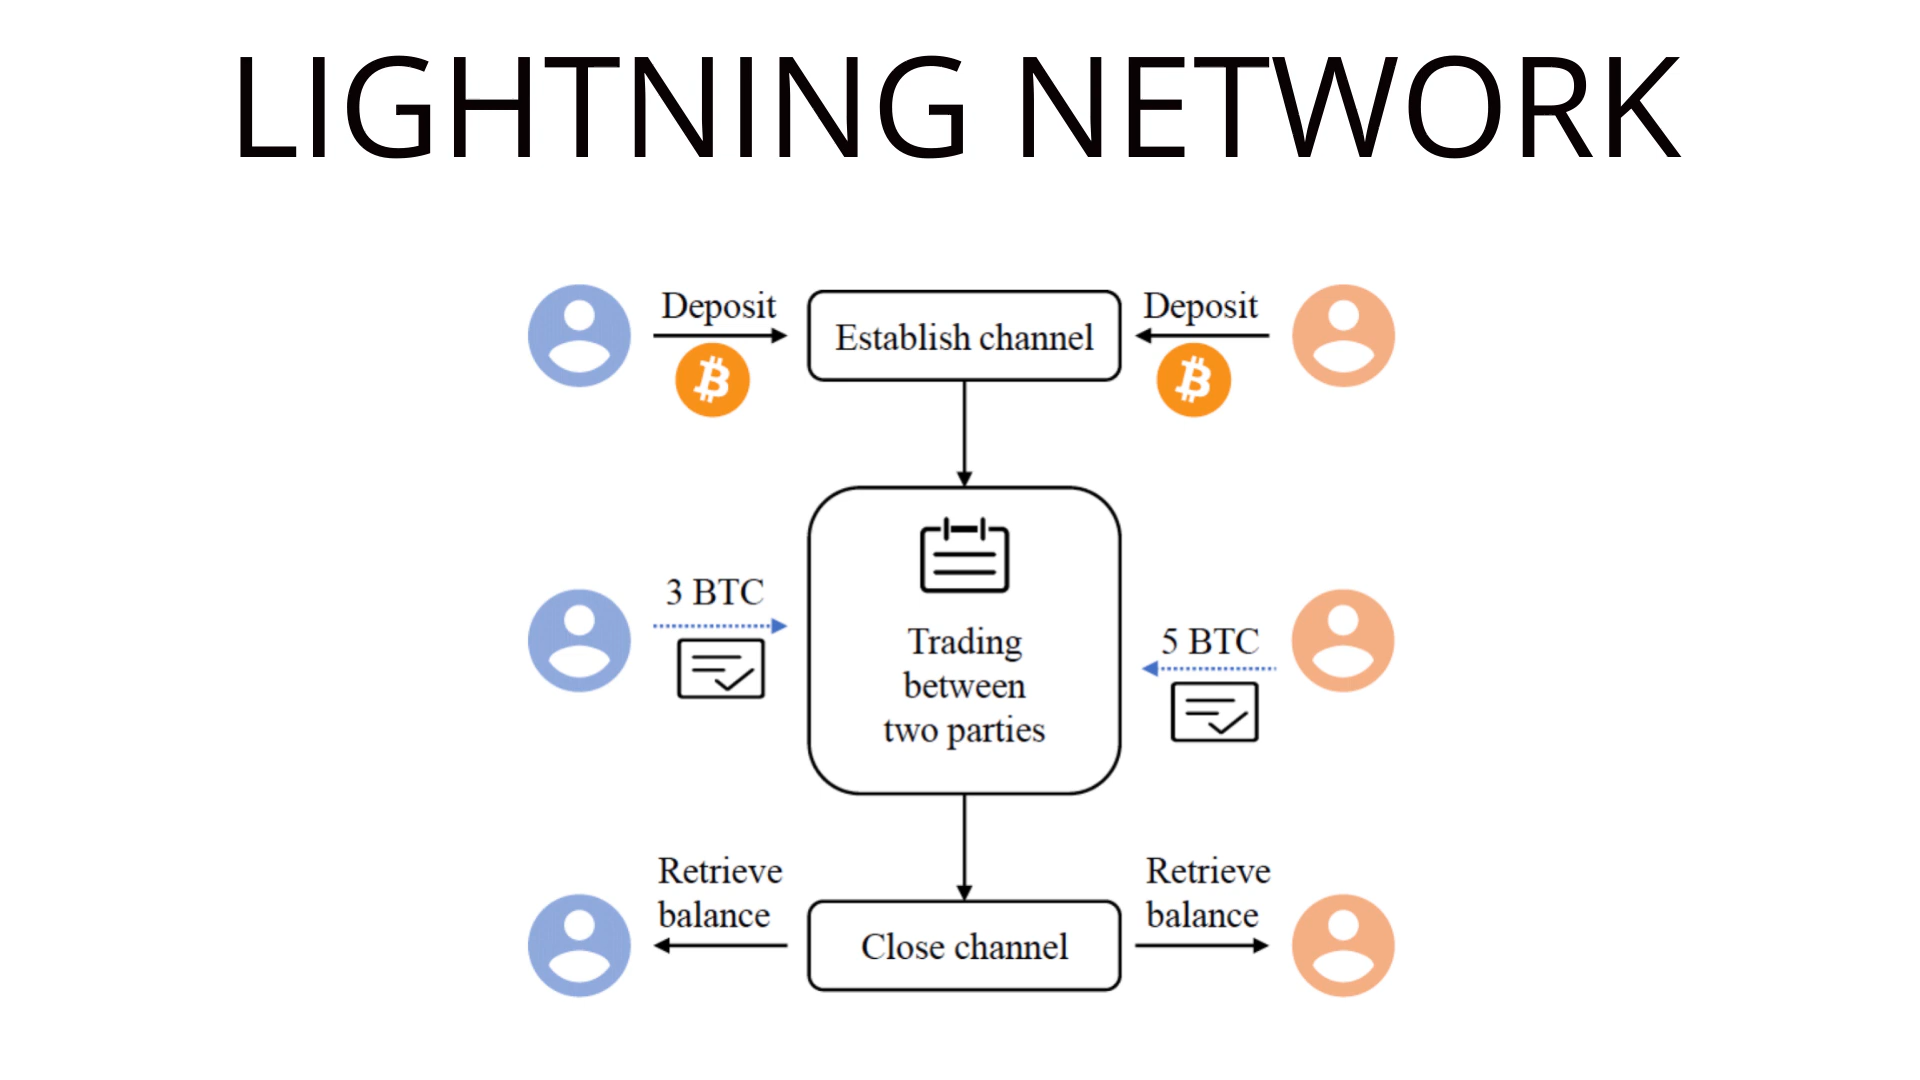 LIGHTNING NETWORK
Deposit
Establish channel
Deposit
3 BTC
Trading
between
two parties
5 BTC
Retrieve
balance
Close channel
Retrieve
balance